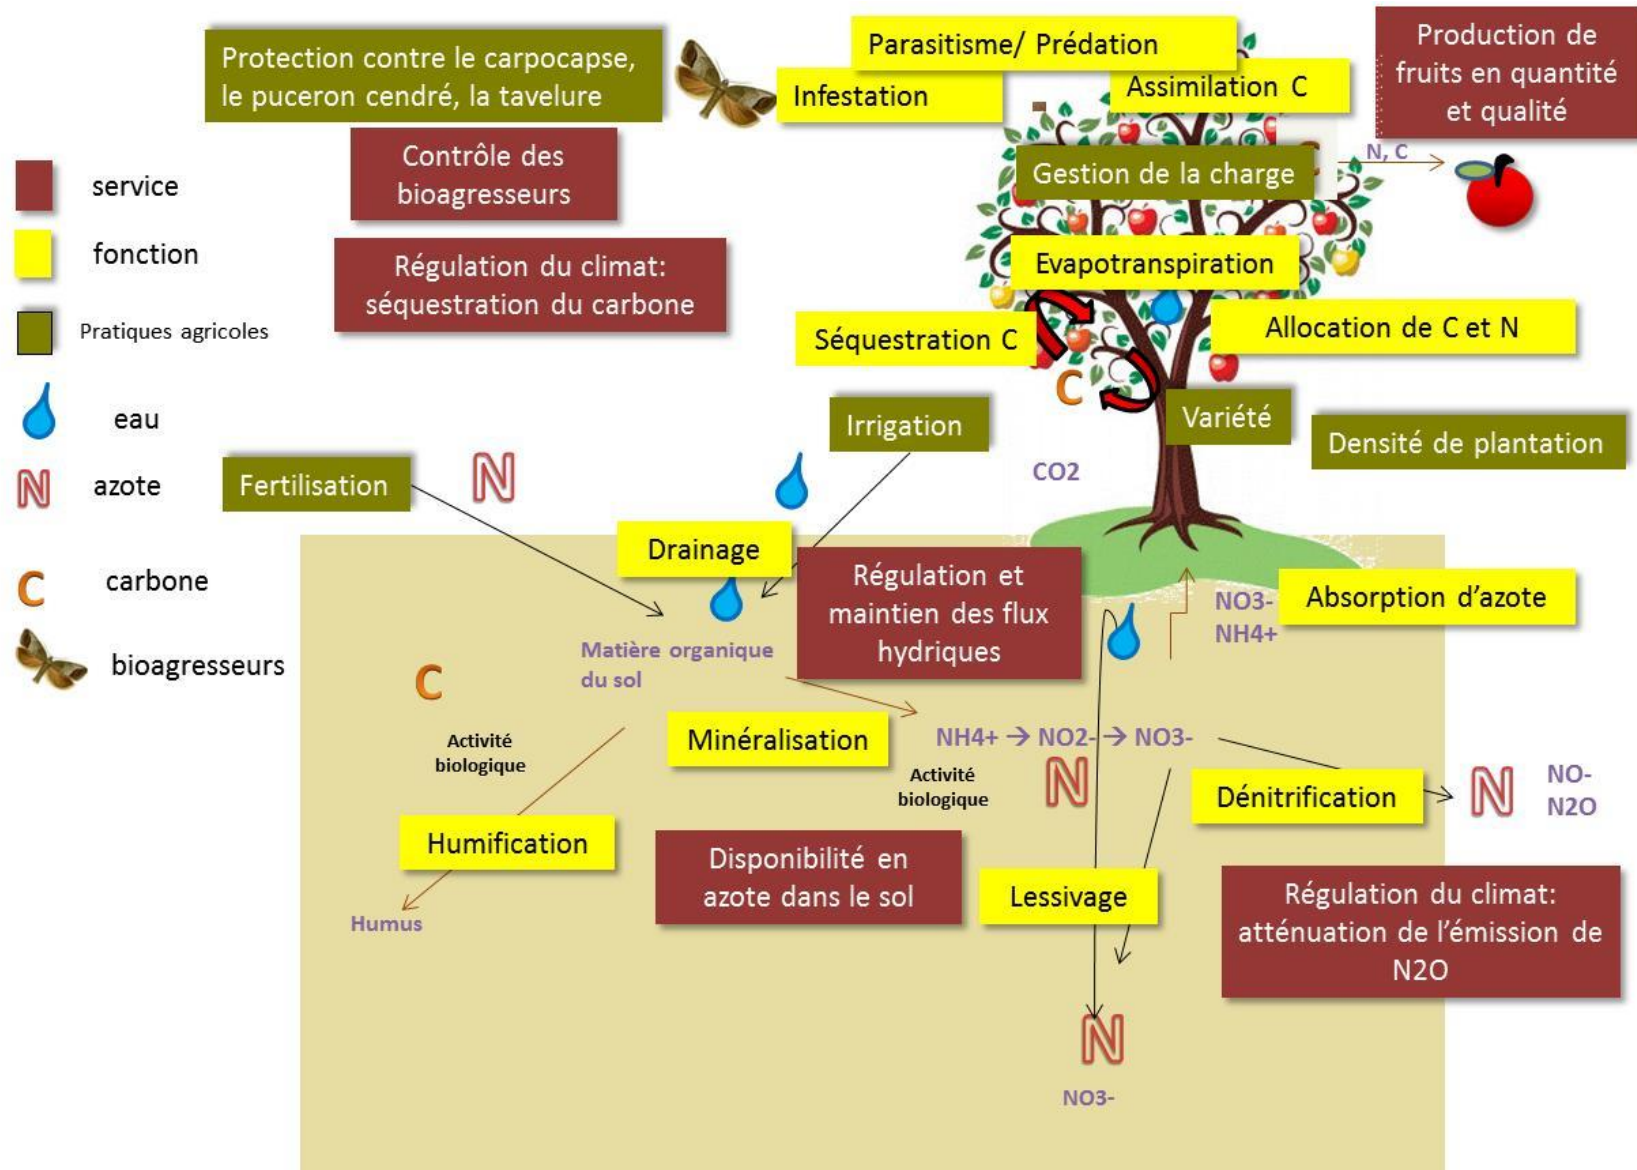 Parasitisme/ Prédation
Production de
fruits en quantité
et qualité
Protection contre le carpocapse,
le puceron cendré, la tavelure
Infestation
Assimilation C
Contrôle des
bioagresseurs
N, C
Gestion de la charge
service
fonction
Pratiques agricoles
eau
N
azote
C
carbone
bioagresseurs
Régulation du climat:
séquestration du carbone
Evapotranspiration
Séquestration C
Allocation de C et N
C
Variété
Densité de plantation
Irrigation
CO2
Fertilisation
N
Drainage
Régulation et
maintien des flux
hydriques
NO3-
NH4+
Absorption d’azote
Matière organique
du sol
C
Activité
biologique
Minéralisation
NH4+ → NO2- → NO3-
Activité
biologique
N
Dénitrification
N
NO-
N2O
Humification
Disponibilité en
azote dans le sol
Lessivage
Régulation du climat:
atténuation de l’émission de
N2O
Humus
N
NO3-